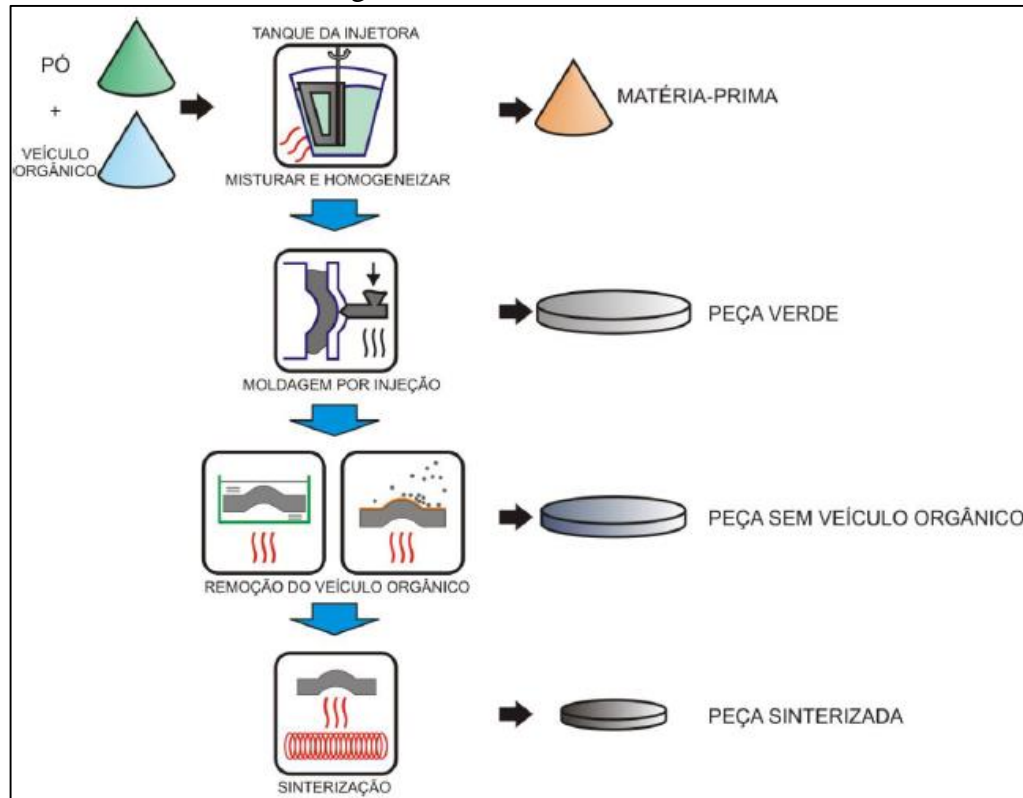 PÓ
+
VEÍCULO
ORGÂNICO
TANQUE DA INJETORA
MISTURAR E HOMOGENEIZAR
MATÉRIA-PRIMA
MOLDAGEM POR INJEÇÃO
PEÇA VERDE
REMOÇÃO DO VEÍCULO ORGÂNICO
PEÇA SEM VEÍCULO ORGÂNICO
SINTERIZAÇÃO
PEÇA SINTERIZADA